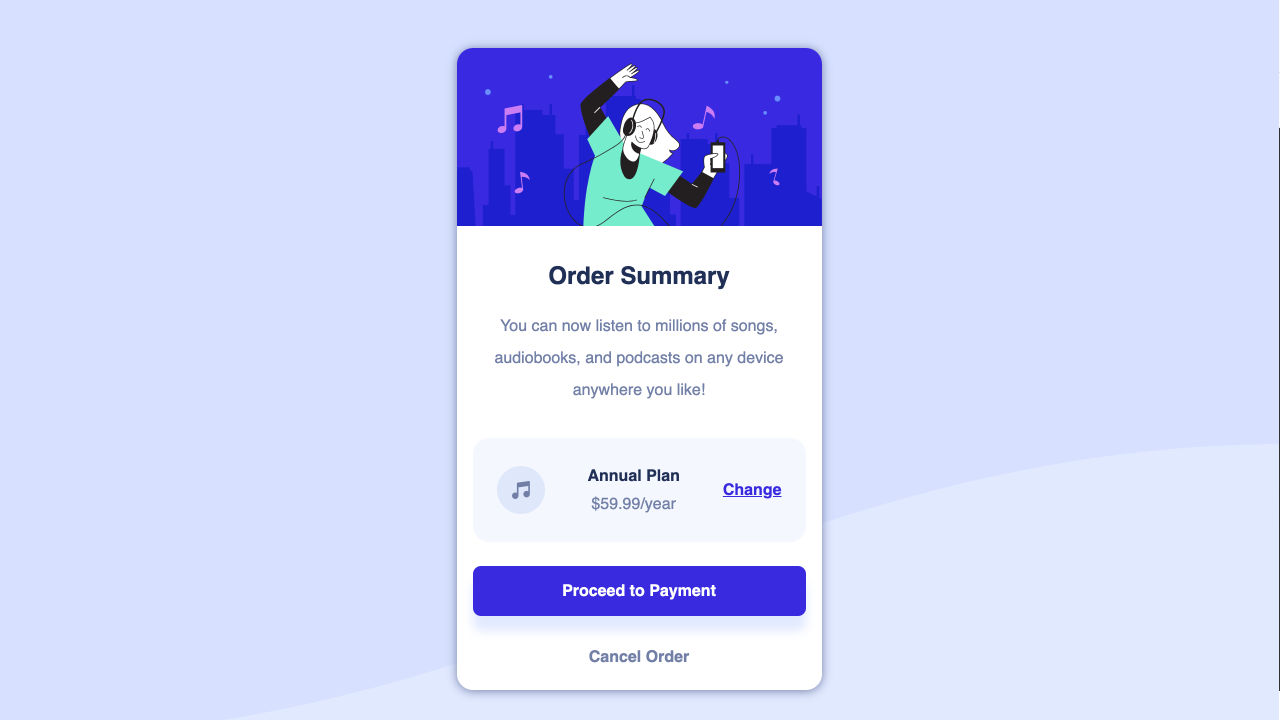 Order Summary
You can now listen to millions of songs,
audiobooks, and podcasts on any device
anywhere you like!
Annual Plan
$59.99/year
Change
Proceed to Payment
Cancel Order